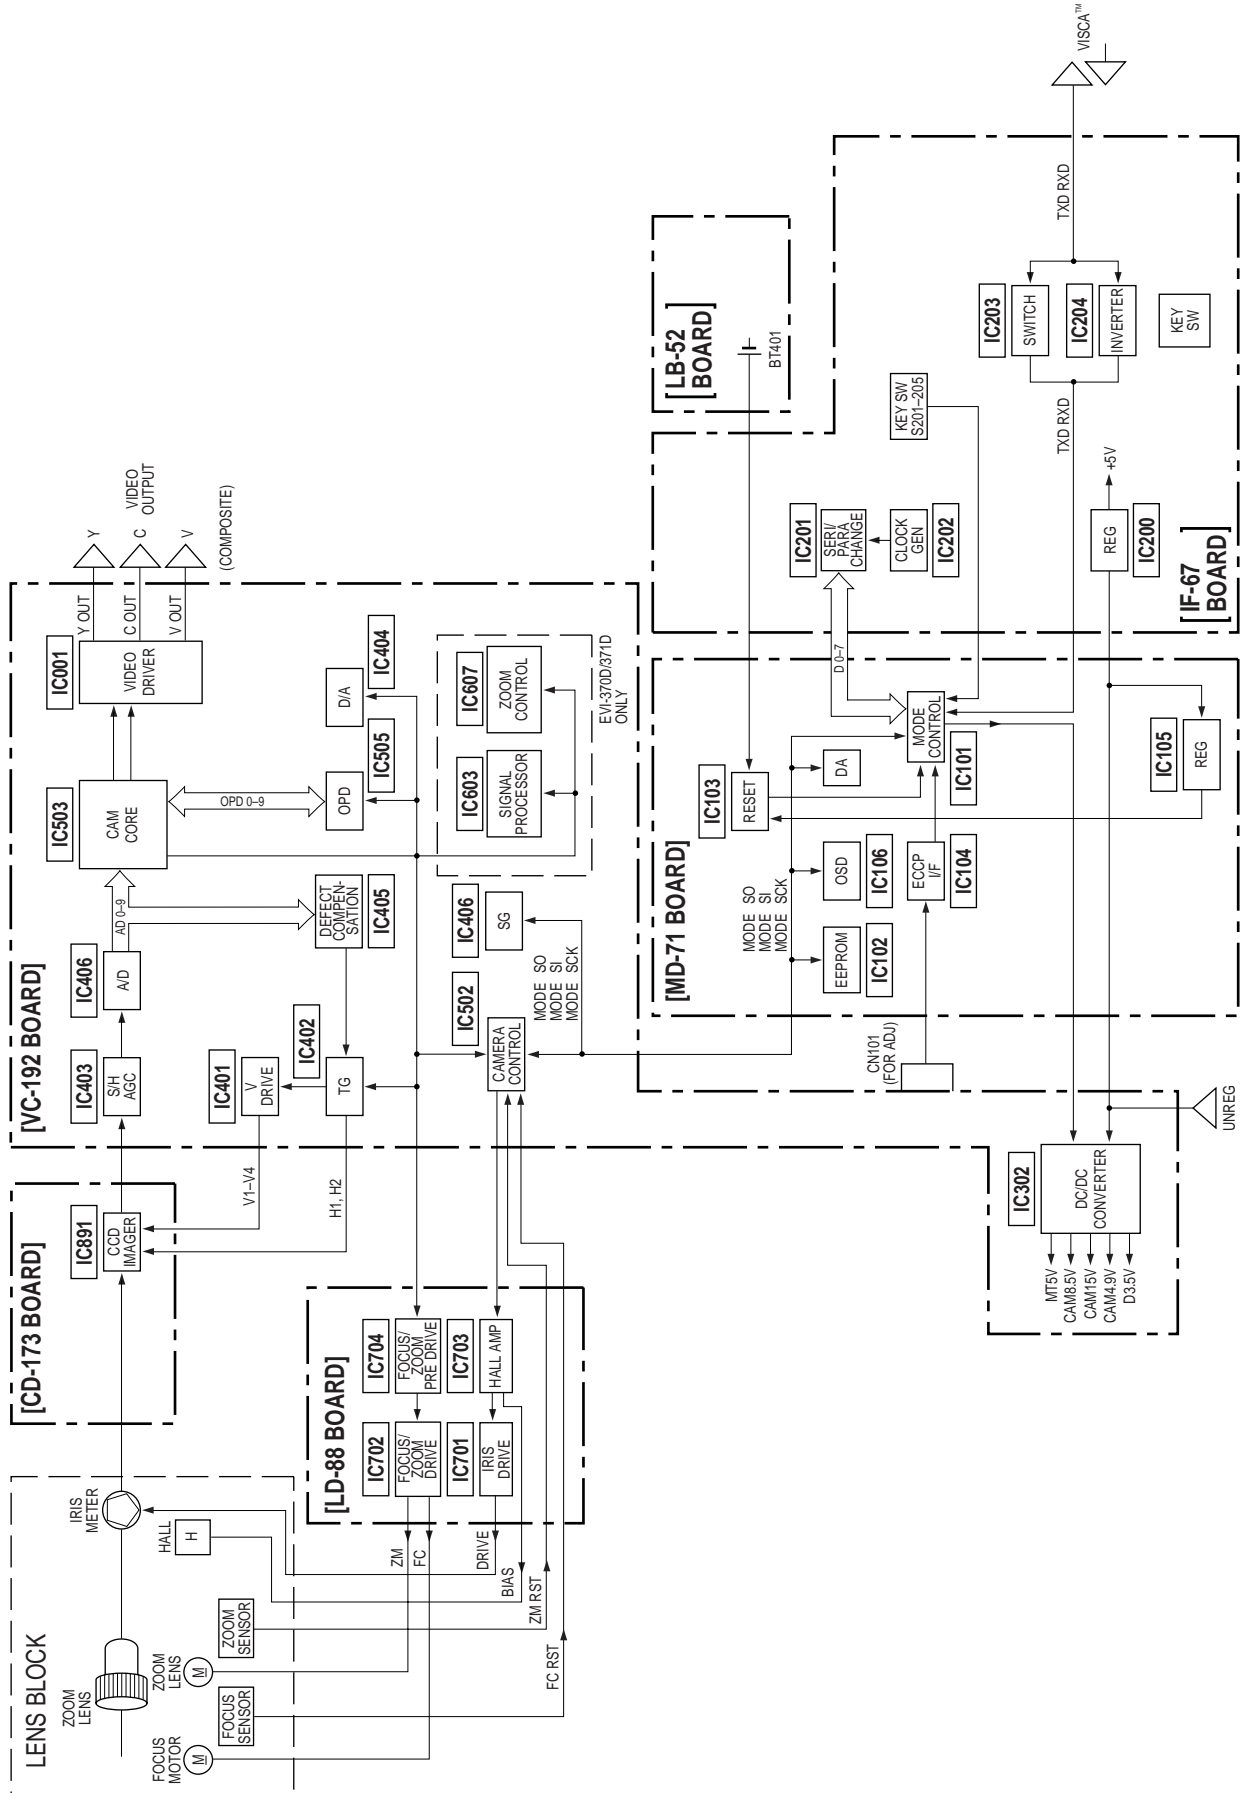 LENS BLOCK
ZOOM
LENS
FOCUS
MOTOR
M
ZOOM
LENS
M
FOCUS
SENSOR
ZOOM
SENSOR
HALL
H
IRIS
METER
ZM
FC
DRIVE
BIAS
ZM RST
FC RST
[CD-173 BOARD]
IC891
CCD
IMAGER
V1–V4
H1, H2
[LD-88 BOARD]
IC702
FOCUS/
ZOOM
DRIVE
IC704
FOCUS/
ZOOM
PRE DRIVE
IC701
IRIS
DRIVE
IC703
HALL AMP
[VC-192 BOARD]
IC403
S/H
AGC
IC406
A/D
AD 0–9
IC503
CAM
CORE
IC001
VIDEO
DRIVER
Y OUT
C OUT
V OUT
Y
C
V
VIDEO
OUTPUT
(COMPOSITE)
IC401
V
DRIVE
IC402
TG
DEFECT
COMPEN-
SATION
IC405
OPD 0–9
OPD
IC505
D/A
IC404
IC502
CAMERA
CONTROL
MODE SO
MODE SI
MODE SCK
IC406
SG
IC603
SIGNAL
PROCESSOR
IC607
ZOOM
CONTROL
EVI-370D/371D
ONLY
IC302
DC/DC
CONVERTER
MT5V
CAM8.5V
CAM15V
CAM4.9V
D3.5V
UNREG
CN101
(FOR ADJ)
[MD-71 BOARD]
MODE SO
MODE SI
MODE SCK
EEPROM
IC102
OSD
IC106
DA
IC103
RESET
ECCP
I/F
IC104
MODE
CONTROL
IC101
IC105
REG
D 0–7
[IF-67
BOARD]
IC201
SERI/
PARA
CHANGE
CLOCK
GEN
IC202
KEY SW
S201–205
REG
IC200
+5V
TXD RXD
IC203
SWITCH
IC204
INVERTER
KEY
SW
TXD RXD
VISCA™
[LB-52
BOARD]
BT401